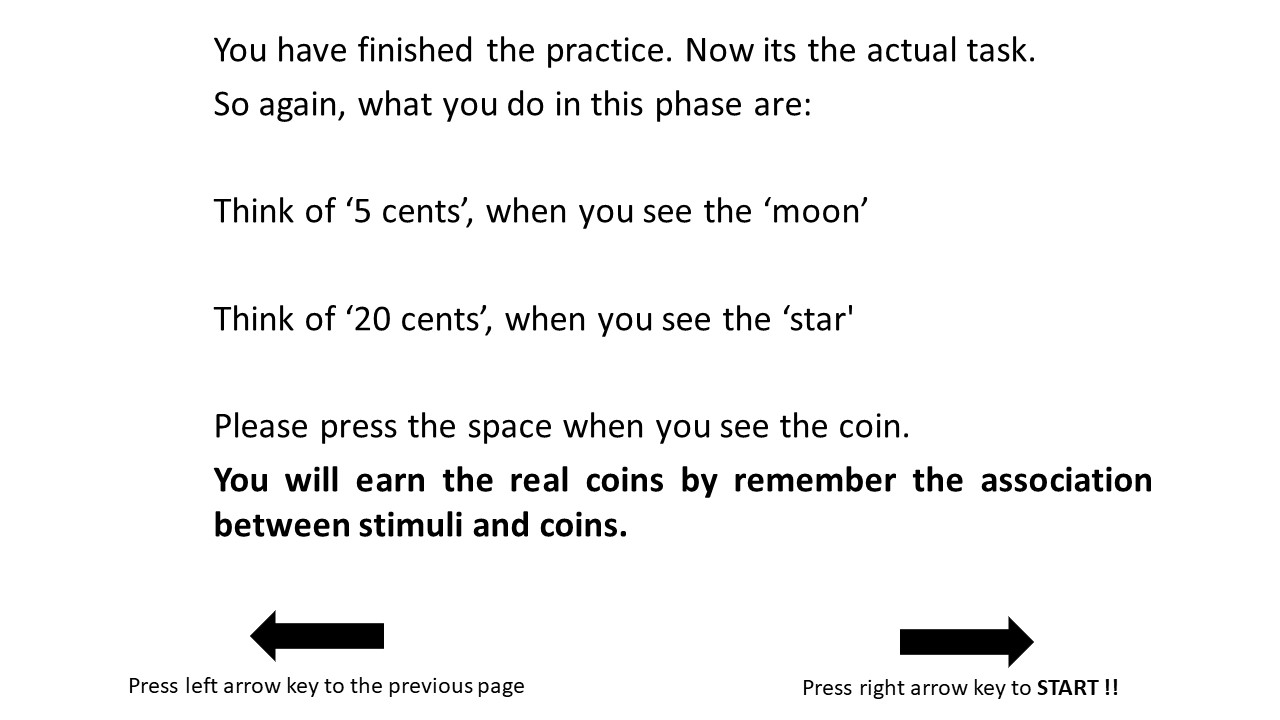 You have finished the practice. Now its the actual task.
So again, what you do in this phase are:
Think of ‘5 cents’, when you see the ‘moon’
Think of ‘20 cents’, when you see the ‘star'
Please press the space when you see the coin.
You will earn the real coins by remember the association
between stimuli and coins.
Press left arrow key to the previous page
Press right arrow key to START !!